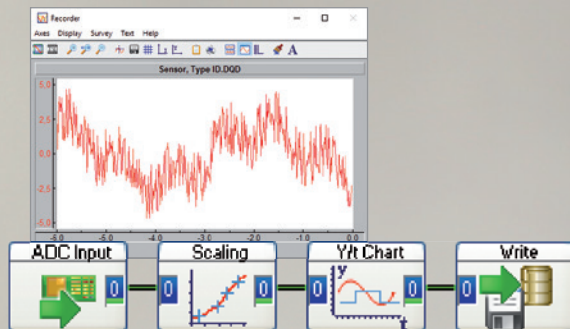 Recorder
Axes Display Survey Text Help
Sensor, Type ID.DQD
5,0
2,5
0,0
-2,5
-5,0
-6.0 -5.0 -4.0 -3.0 -2.0 -1.0 0.0
ADC Input Scaling Y/t Chart Write
0 0 0 0 0 0
y
t